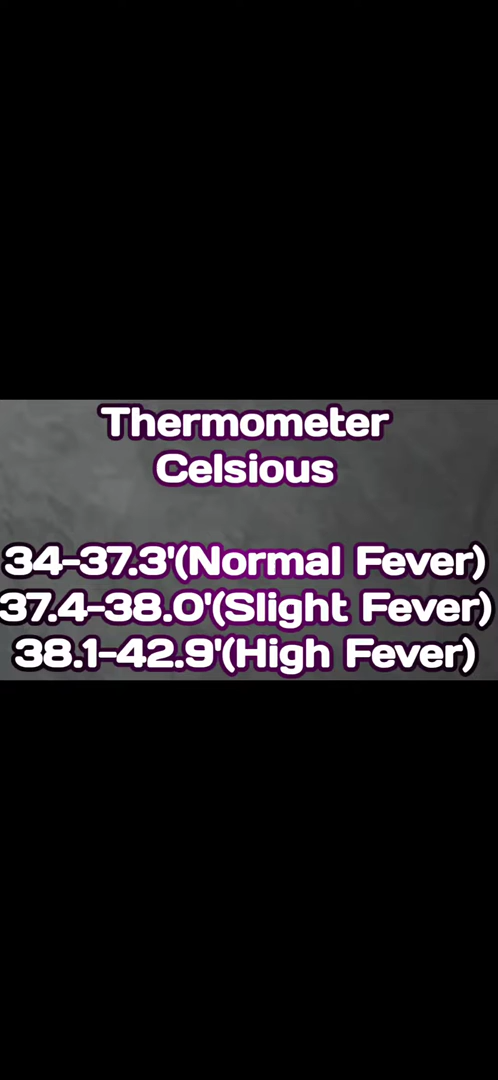 Thermometer
Celsious
34-37.3'(Normal Fever)
37.4-38.0'(Slight Fever)
38.1-42.9'(High Fever)